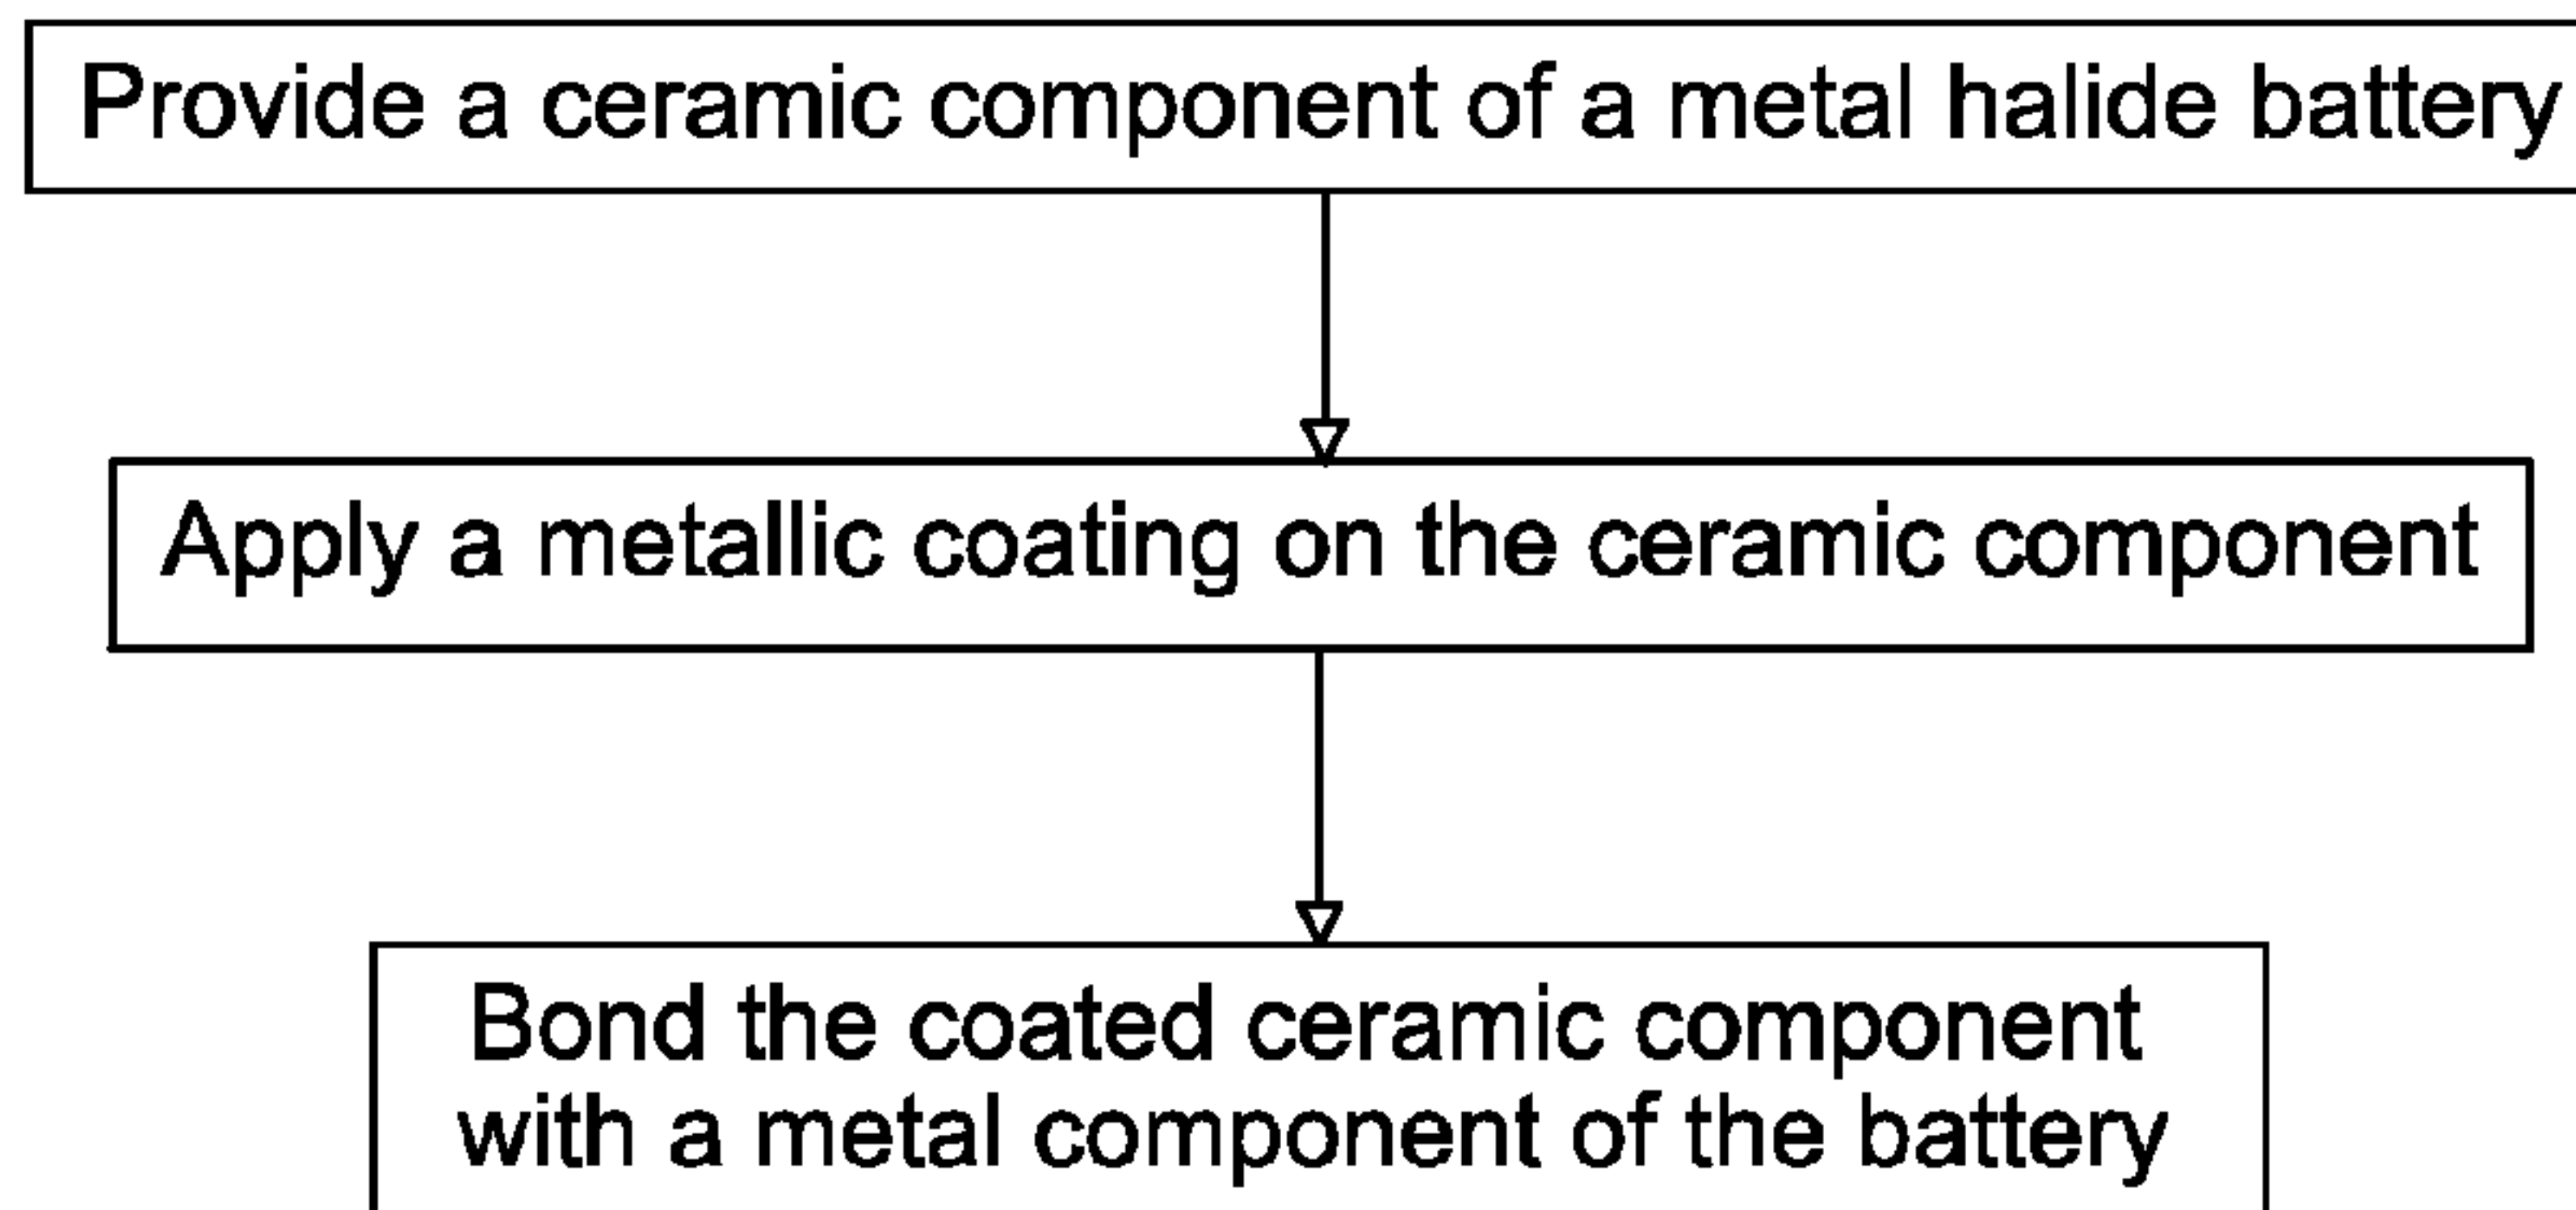 Provide a ceramic component of a metal halide battery
Apply a metallic coating on the ceramic component
Bond the coated ceramic component
with a metal component of the battery